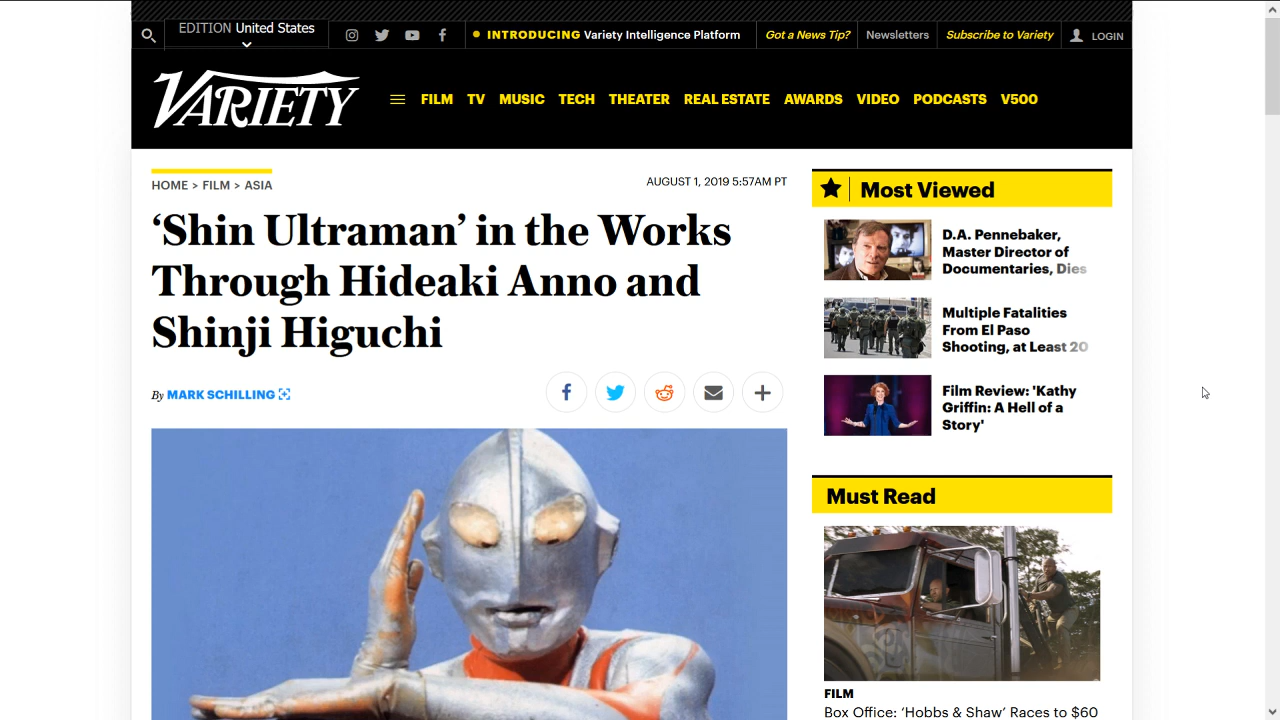 EDITION United States
INTRODUCING Variety Intelligence Platform
Got a News Tip?
Newsletters
Subscribe to Variety
LOGIN
VARIETY
FILM TV MUSIC TECH THEATER REAL ESTATE AWARDS VIDEO PODCASTS V500
HOME > FILM > ASIA
AUGUST 1, 2019 5:57AM PT
‘Shin Ultraman’ in the Works
Through Hideaki Anno and
Shinji Higuchi
By MARK SCHILLING
Most Viewed
D.A. Pennebaker,
Master Director of
Documentaries, Dies
Multiple Fatalities
From El Paso
Shooting, at Least 20
Film Review: 'Kathy
Griffin: A Hell of a
Story'
Must Read
FILM
Box Office: ‘Hobbs & Shaw’ Races to $60